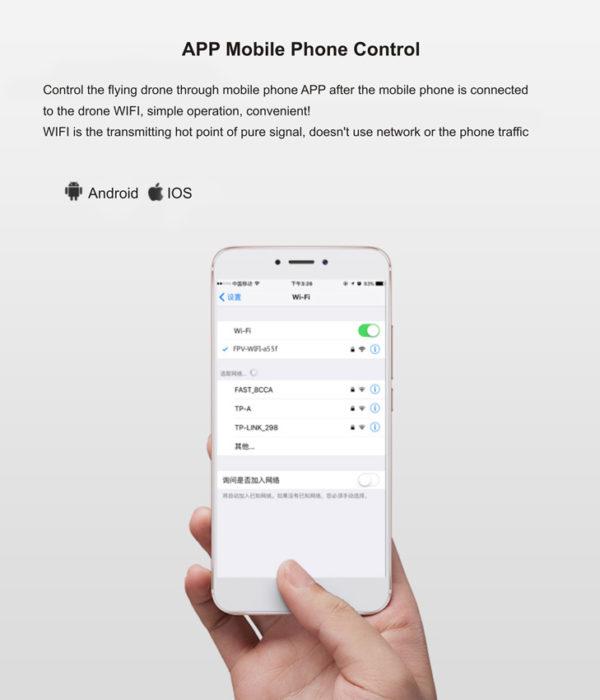 APP Mobile Phone Control
Control the flying drone through mobile phone APP after the mobile phone is connected
to the drone WIFI, simple operation, convenient!
WIFI is the transmitting hot point of pure signal, doesn't use network or the phone traffic
Android IOS
中国移动 下午3:26 93%
设置 Wi-Fi
Wi-Fi
FPV-WIFI-a55f
选取网络...
FAST_8CCA
TP-A
TP-LINK_298
其他...
询问是否加入网络
将自动加入已知网络。如果没有已知网络，您必须手动选择。